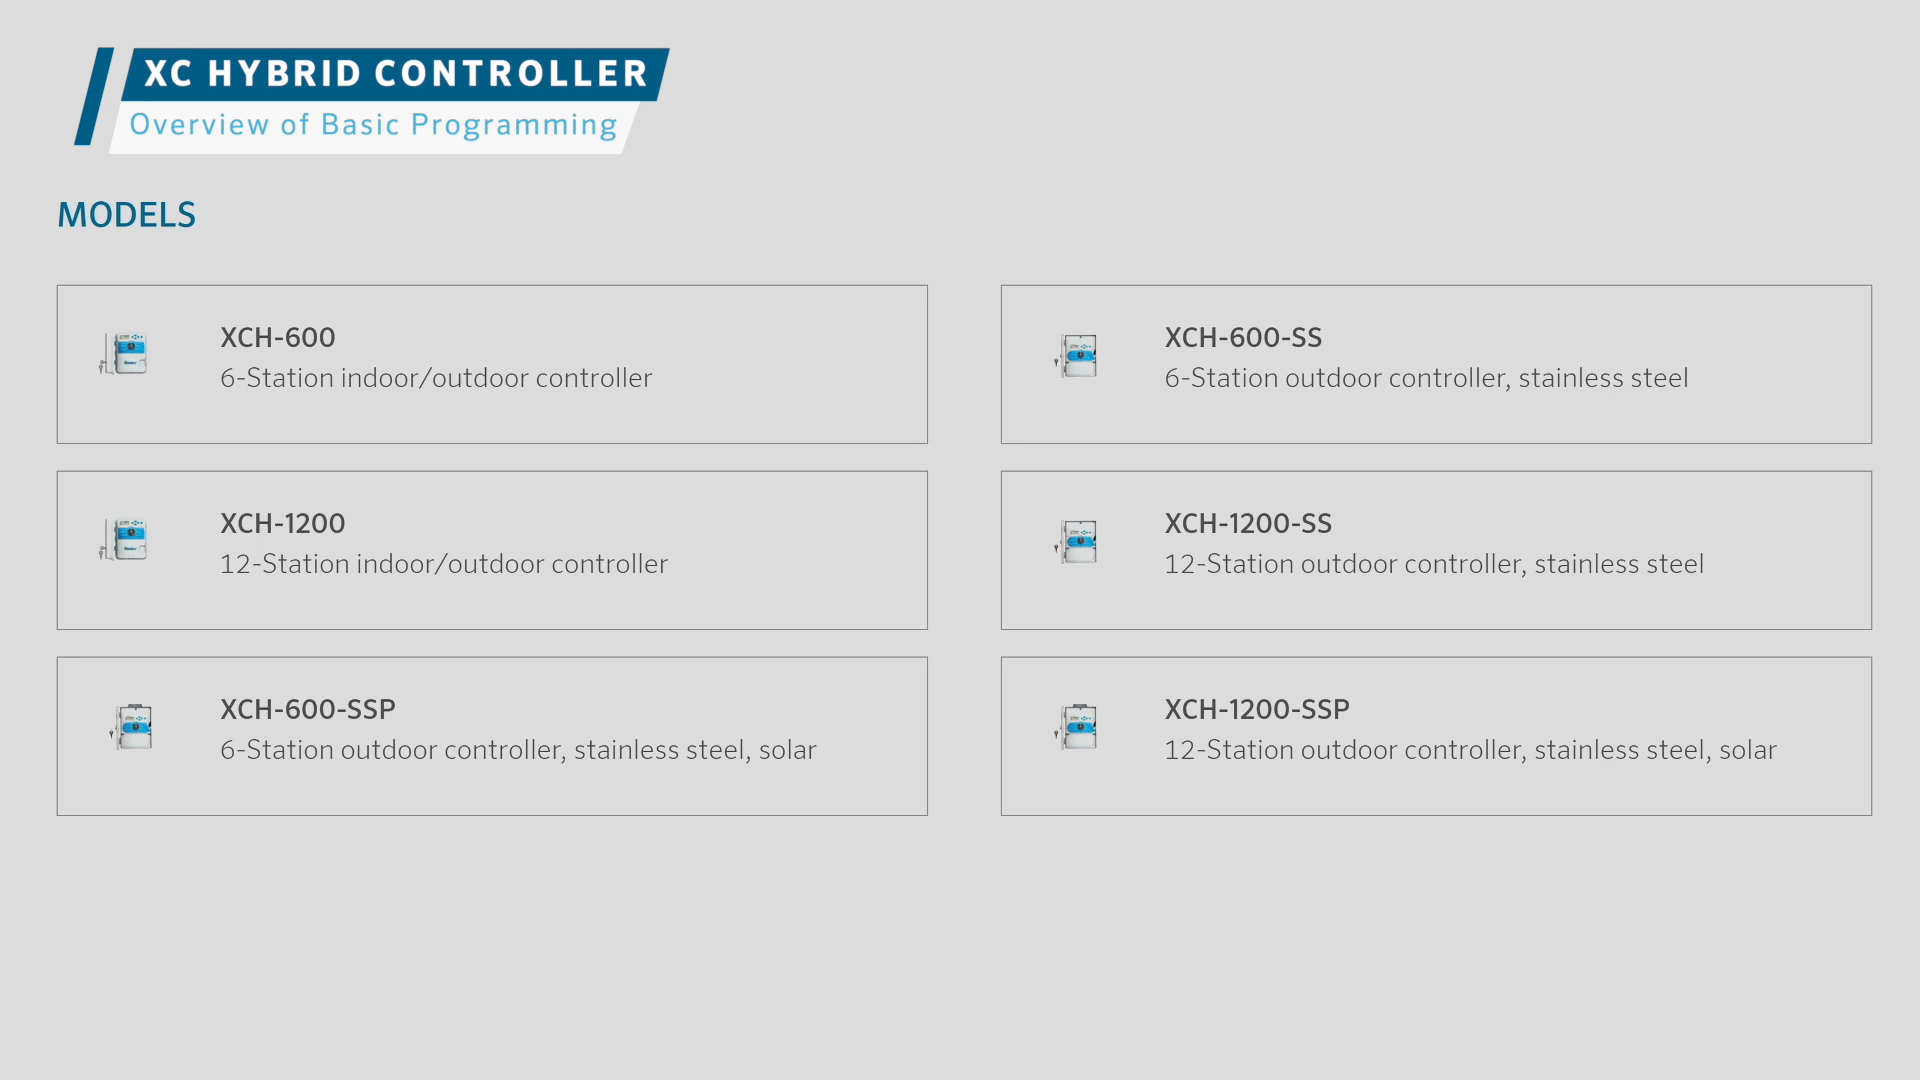 XC HYBRID CONTROLLER
Overview of Basic Programming
MODELS
XCH-600
6-Station indoor/outdoor controller
XCH-600-SS
6-Station outdoor controller, stainless steel
XCH-1200
12-Station indoor/outdoor controller
XCH-1200-SS
12-Station outdoor controller, stainless steel
XCH-600-SSP
6-Station outdoor controller, stainless steel, solar
XCH-1200-SSP
12-Station outdoor controller, stainless steel, solar